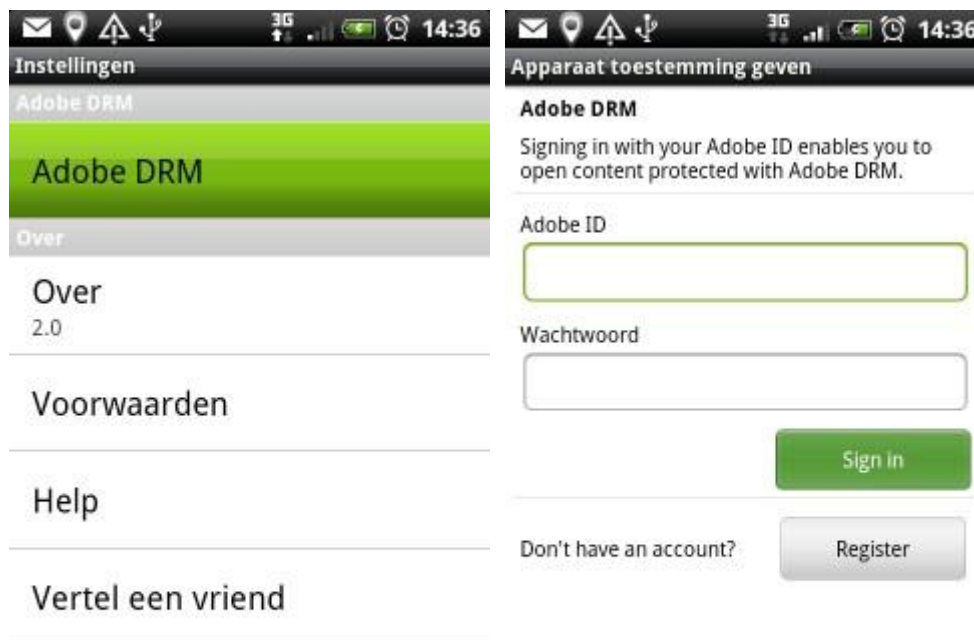 3G 14:36
Instellingen
Adobe DRM
Adobe DRM
Over
Over
2.0
Voorwaarden
Help
Vertel een vriend
3G 14:36
Apparaat toestemming geven
Adobe DRM
Signing in with your Adobe ID enables you to
open content protected with Adobe DRM.
Adobe ID
Wachtwoord
Sign in
Don't have an account? Register